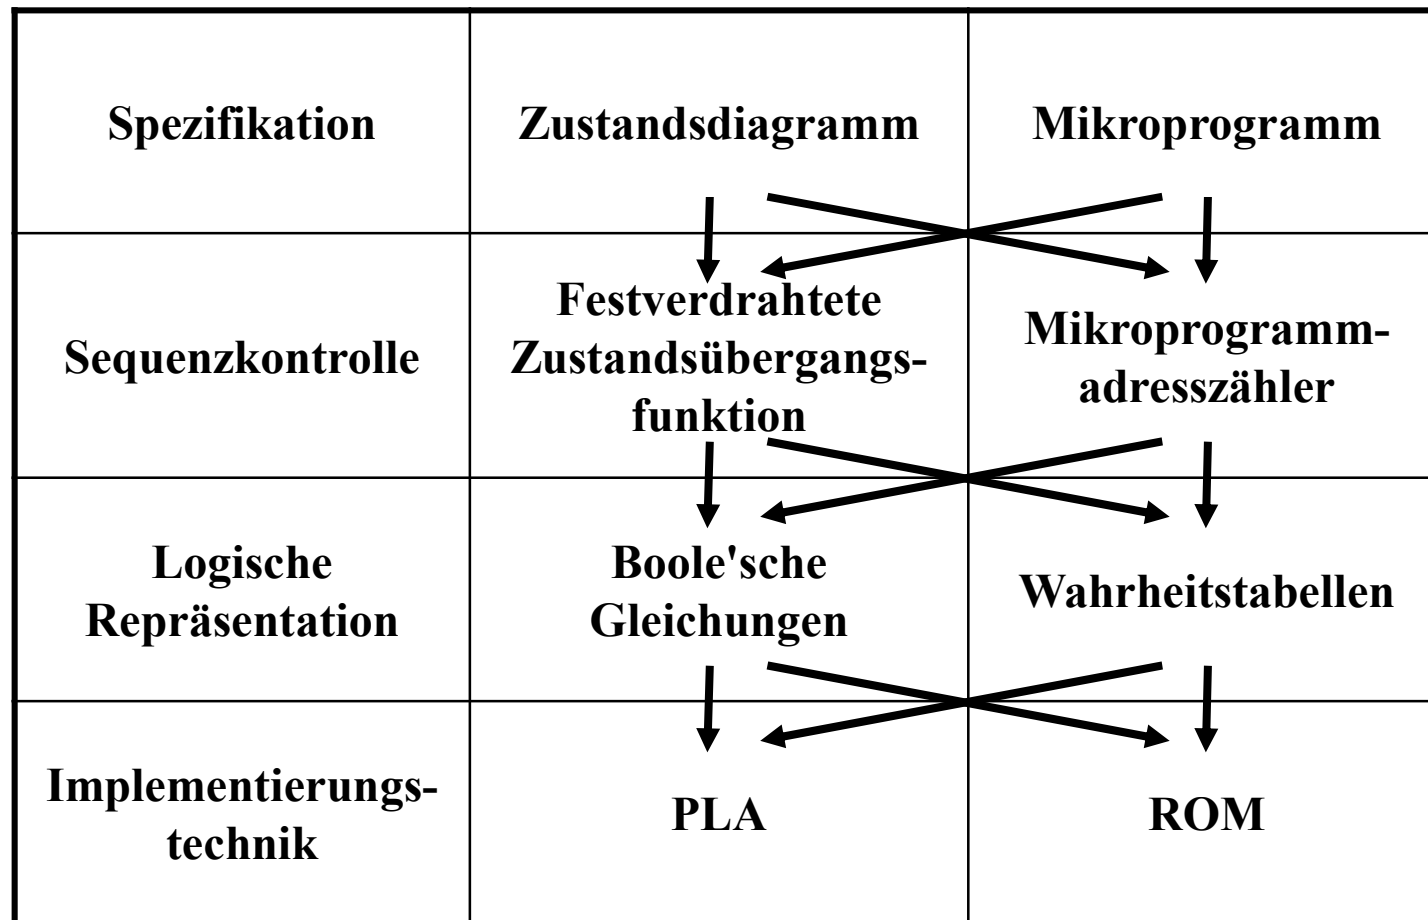 Spezifikation
Zustandsdiagramm
Mikroprogramm
Sequenzkontrolle
Festverdrahtete
Zustandsübergangs-
funktion
Mikroprogramm-
adresszähler
Logische
Repräsentation
Boole'sche
Gleichungen
Wahrheitstabellen
Implementierungs-
technik
PLA
ROM